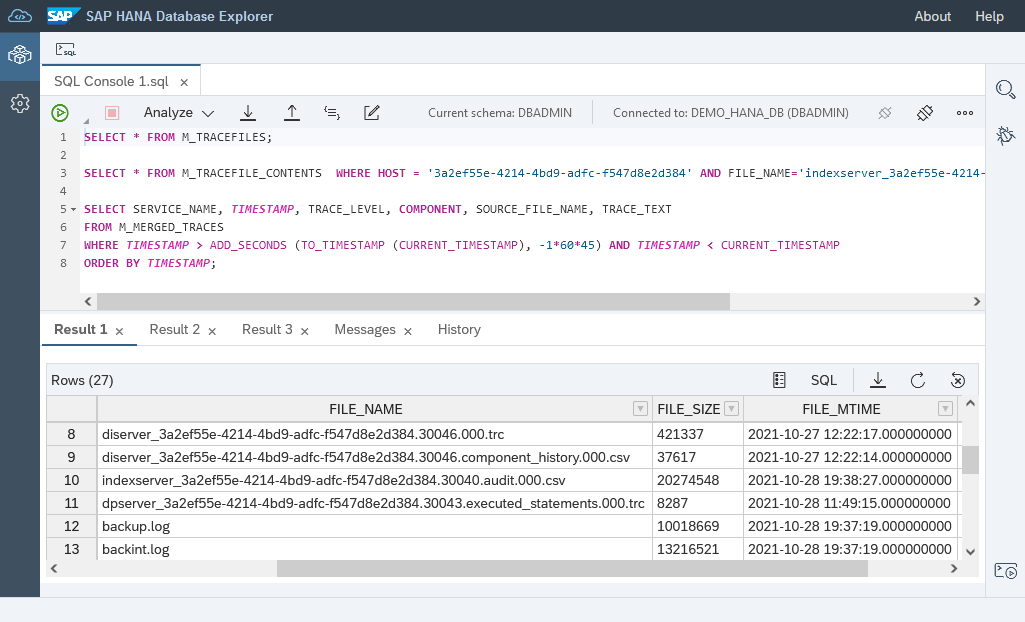 SAP SAP HANA Database Explorer About Help
SQL
SQL Console 1.sql
Analyze Current schema: DBADMIN Connected to: DEMO_HANA_DB (DBADMIN)
1 SELECT * FROM M_TRACEFILES;
2
3 SELECT * FROM M_TRACEFILE_CONTENTS  WHERE HOST = '3a2ef55e-4214-4bd9-adfc-f547d8e2d384' AND FILE_NAME='indexserver_3a2ef55e-4214-
4
5 SELECT SERVICE_NAME, TIMESTAMP, TRACE_LEVEL, COMPONENT, SOURCE_FILE_NAME, TRACE_TEXT
6 FROM M_MERGED_TRACES
7 WHERE TIMESTAMP > ADD_SECONDS (TO_TIMESTAMP (CURRENT_TIMESTAMP), -1*60*45) AND TIMESTAMP < CURRENT_TIMESTAMP
8 ORDER BY TIMESTAMP;
Result 1 Result 2 Result 3 Messages History
Rows (27) SQL
FILE_NAME FILE_SIZE FILE_MTIME
8 diserver_3a2ef55e-4214-4bd9-adfc-f547d8e2d384.30046.000.trc 421337 2021-10-27 12:22:17.000000000
9 diserver_3a2ef55e-4214-4bd9-adfc-f547d8e2d384.30046.component_history.000.csv 37617 2021-10-27 12:22:14.000000000
10 indexserver_3a2ef55e-4214-4bd9-adfc-f547d8e2d384.30040.audit.000.csv 20274548 2021-10-28 19:38:27.000000000
11 dpserver_3a2ef55e-4214-4bd9-adfc-f547d8e2d384.30043.executed_statements.000.trc 8287 2021-10-28 11:49:15.000000000
12 backup.log 10018669 2021-10-28 19:37:19.000000000
13 backint.log 13216521 2021-10-28 19:37:19.000000000